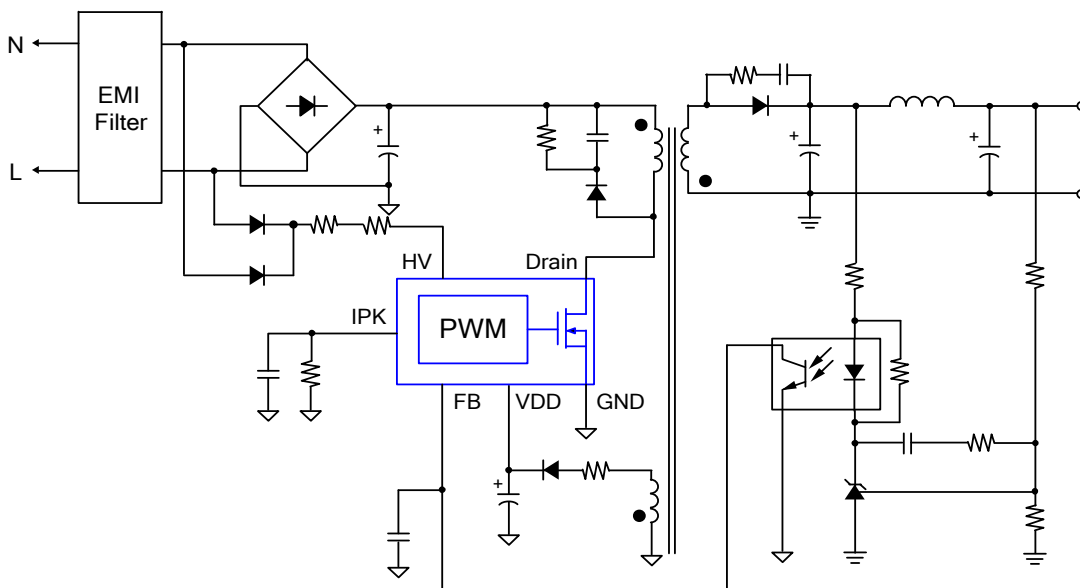 N
EMI
Filter
L
HV
Drain
IPK
PWM
FB
VDD
GND
+
+
+
+